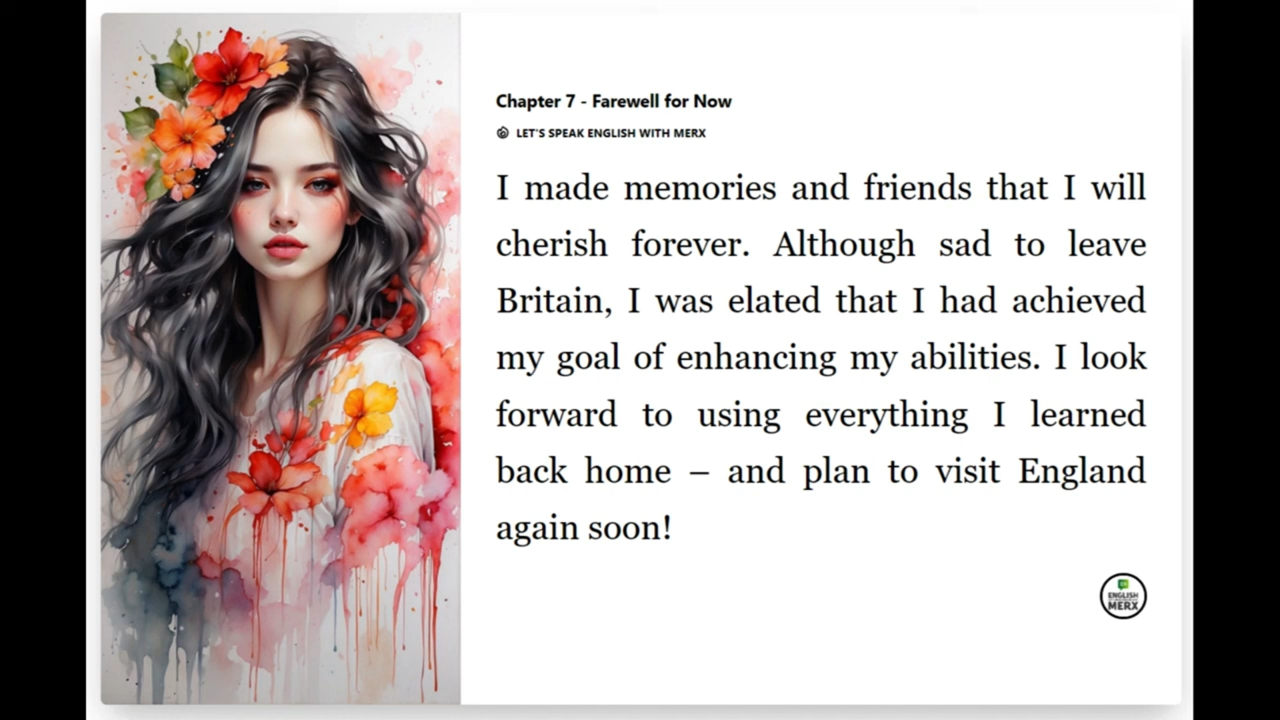 Chapter 7 - Farewell for Now
LET'S SPEAK ENGLISH WITH MERX
I made memories and friends that I will
cherish forever. Although sad to leave
Britain, I was elated that I had achieved
my goal of enhancing my abilities. I look
forward to using everything I learned
back home – and plan to visit England
again soon!
ENGLISH
MERX